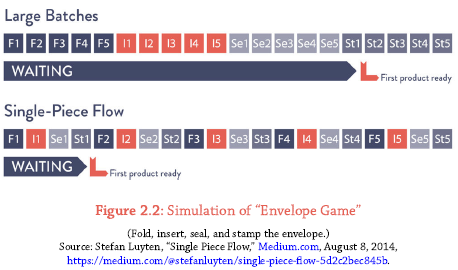 Large Batches
F1 F2 F3 F4 F5 I1 I2 I3 I4 I5 Se1 Se2 Se3 Se4 Se5 St1 St2 St3 St4 St5
WAITING
First product ready
Single-Piece Flow
F1 I1 Se1 St1 F2 I2 Se2 St2 F3 I3 Se3 St3 F4 I4 Se4 St4 F5 I5 Se5 St5
WAITING
First product ready
Figure 2.2: Simulation of “Envelope Game”
(Fold, insert, seal, and stamp the envelope.)
Source: Stefan Luyten, “Single Piece Flow,” Medium.com, August 8, 2014,
https://medium.com/@stefanluyten/single-piece-flow-5d2c2bec845b.